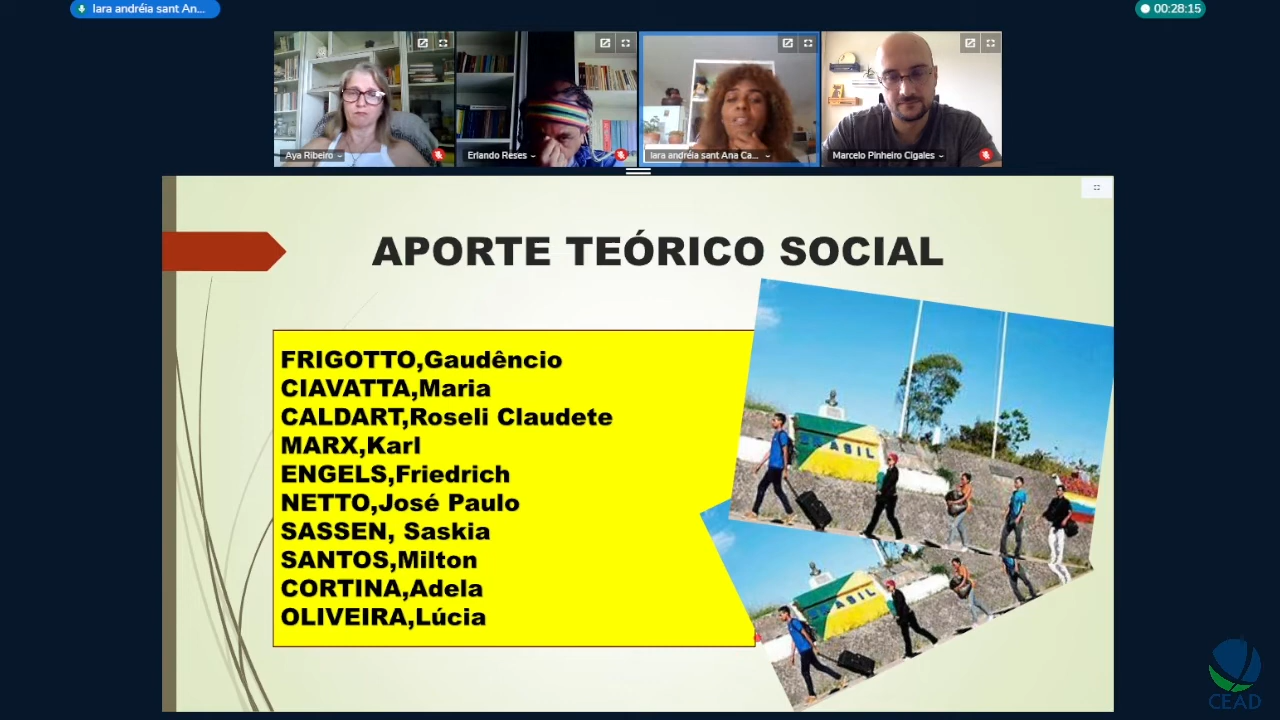 Iara andréia sant An...
00:28:15
Aya Ribeiro
Erlando Reses
Iara andréia sant Ana Ca...
Marcelo Pinheiro Cigales
APORTE TEÓRICO SOCIAL
FRIGOTTO,Gaudêncio
CIAVATTA,Maria
CALDART,Roseli Claudete
MARX,Karl
ENGELS,Friedrich
NETTO,José Paulo
SASSEN, Saskia
SANTOS,Milton
CORTINA,Adela
OLIVEIRA,Lúcia
BRASIL
BRASIL
CEAD